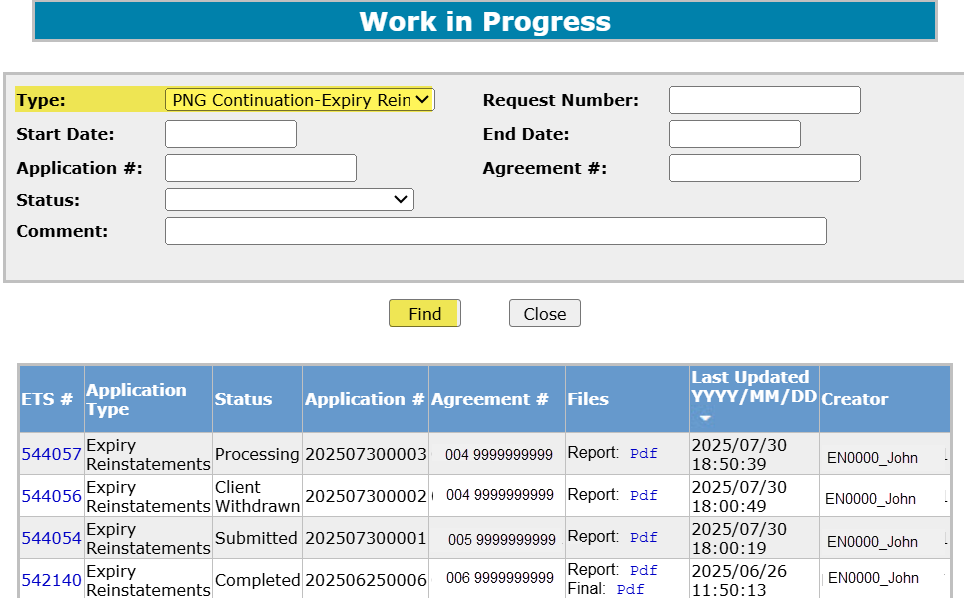 Work in Progress
Type: PNG Continuation-Expiry Rein Request Number:
Start Date: End Date:
Application #: Agreement #:
Status:
Comment:
Find Close
ETS # Application Type Status Application # Agreement # Files Last Updated YYYY/MM/DD Creator
544057 Expiry Reinstatements Processing 202507300003 004 9999999999 Report: Pdf 2025/07/30 18:50:39 EN0000_John
544056 Expiry Reinstatements Client Withdrawn 202507300002 004 9999999999 Report: Pdf 2025/07/30 18:00:49 EN0000_John
544054 Expiry Reinstatements Submitted 202507300001 005 9999999999 Report: Pdf 2025/07/30 18:00:19 EN0000_John
542140 Expiry Reinstatements Completed 202506250006 006 9999999999 Report: Pdf Final: Pdf 2025/06/26 11:50:13 EN0000_John